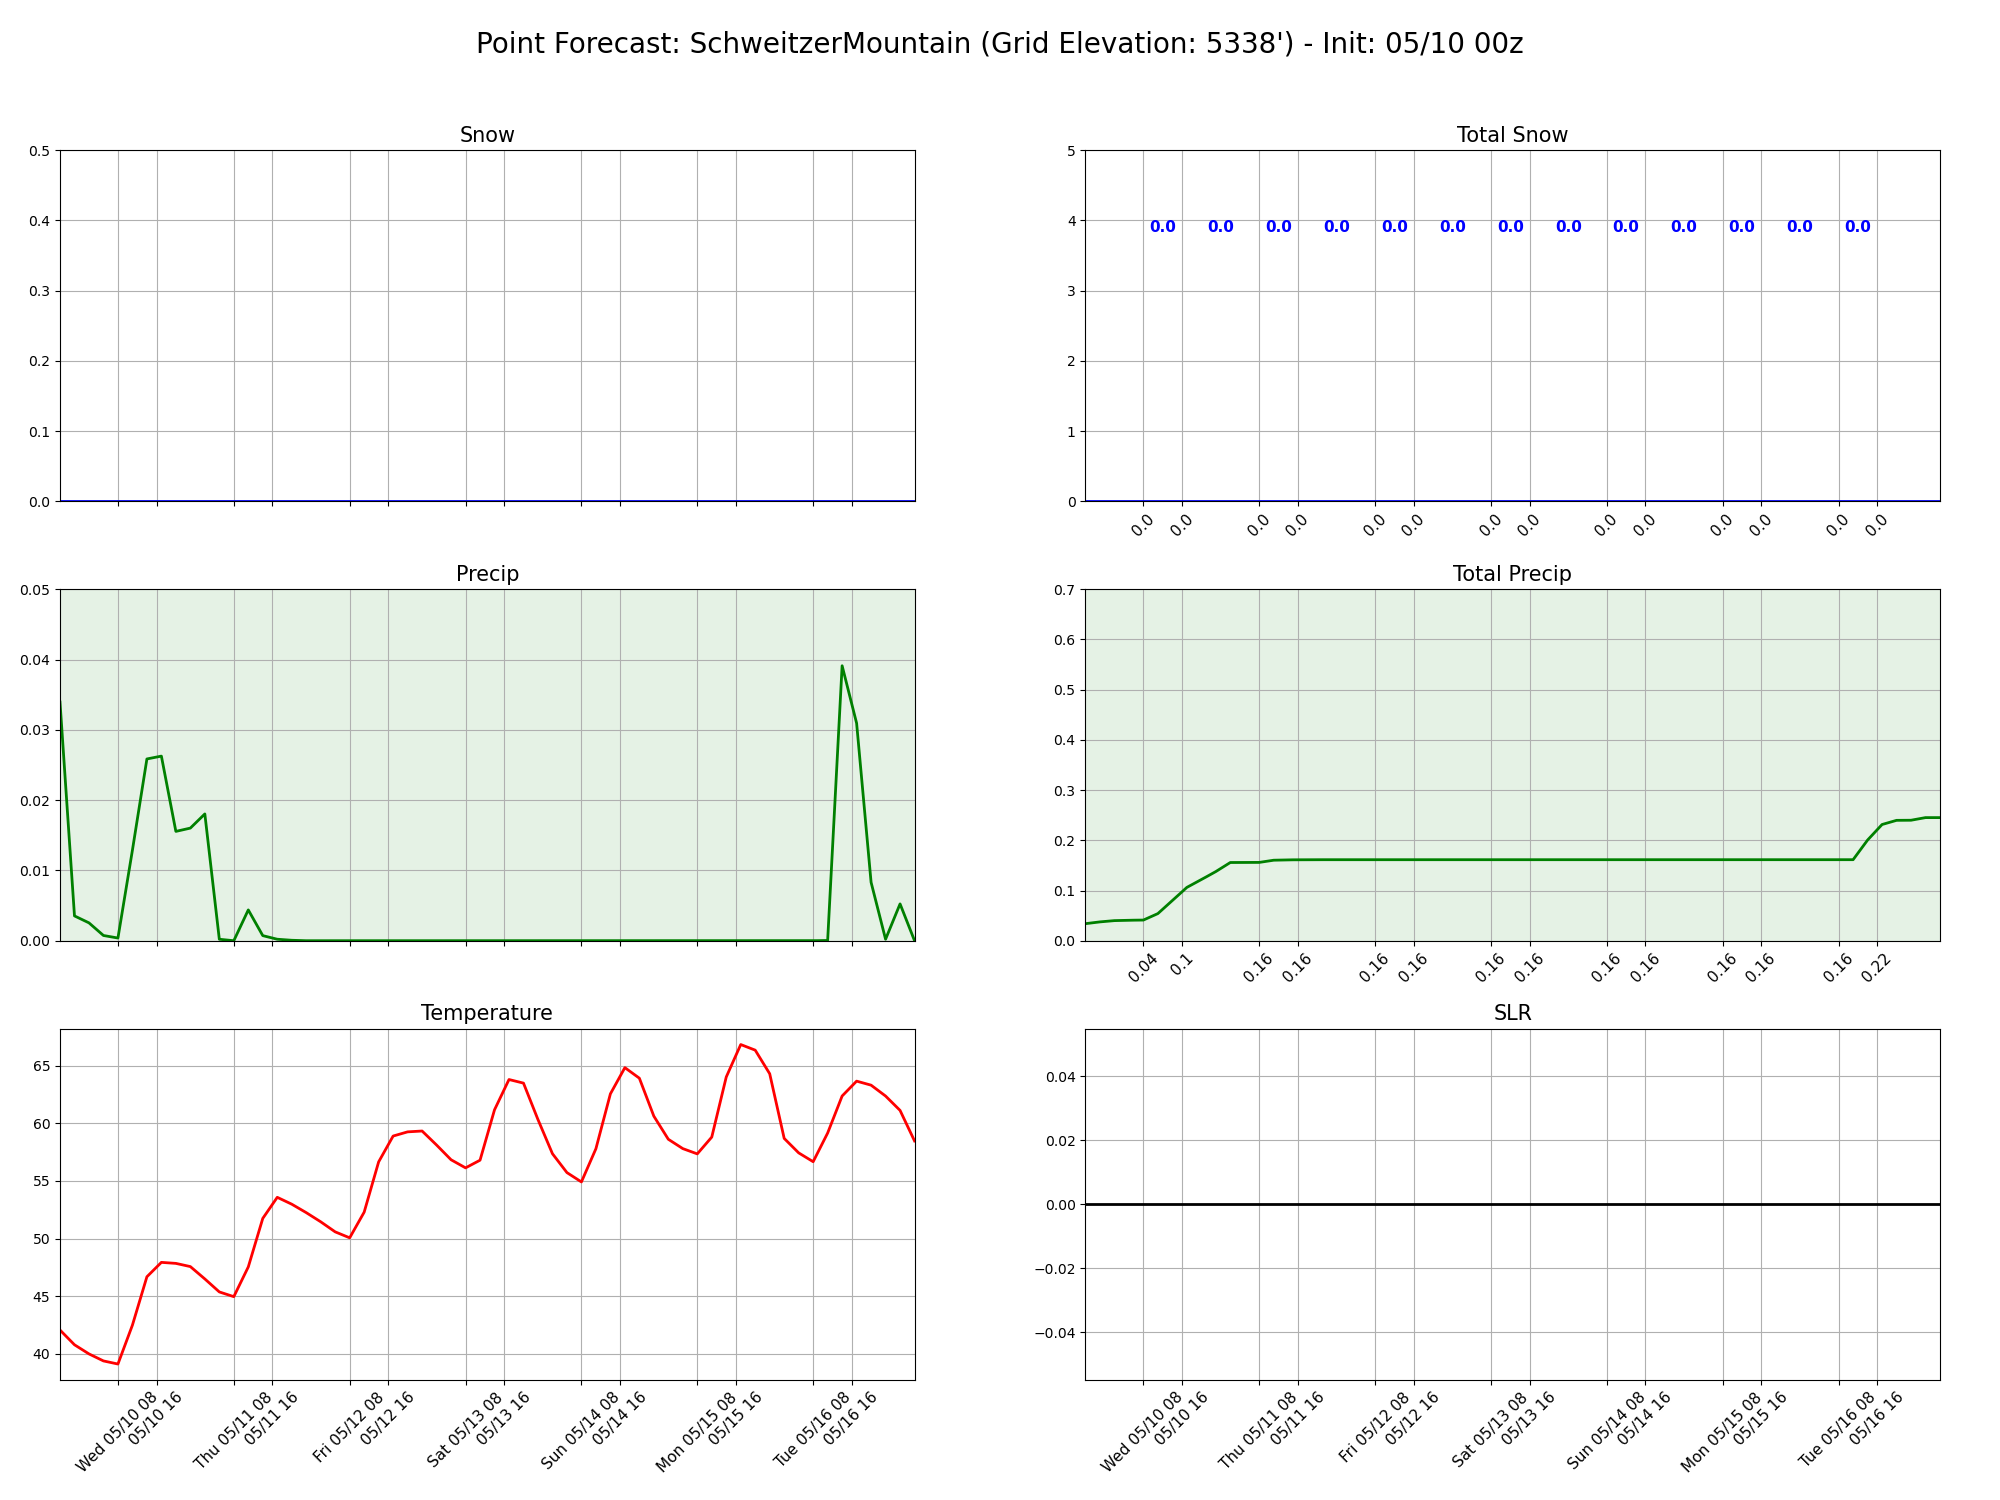 Point Forecast: SchweitzerMountain (Grid Elevation: 5338') - Init: 05/10 00z
Snow
0.5
0.4
0.3
0.2
0.1
0.0
Total Snow
5
4
3
2
1
0
0.0 0.0 0.0 0.0 0.0 0.0 0.0 0.0 0.0 0.0 0.0 0.0 0.0
0.0 0.0 0.0 0.0 0.0 0.0 0.0 0.0 0.0 0.0 0.0 0.0 0.0 0.0
Precip
0.05
0.04
0.03
0.02
0.01
0.00
Total Precip
0.7
0.6
0.5
0.4
0.3
0.2
0.1
0.0
0.04 0.1 0.16 0.16 0.16 0.16 0.16 0.16 0.16 0.16 0.16 0.16 0.16 0.22
Temperature
65
60
55
50
45
40
Wed 05/10 08
05/10 16
Thu 05/11 08
05/11 16
Fri 05/12 08
05/12 16
Sat 05/13 08
05/13 16
Sun 05/14 08
05/14 16
Mon 05/15 08
05/15 16
Tue 05/16 08
05/16 16
SLR
0.04
0.02
0.00
−0.02
−0.04
Wed 05/10 08
05/10 16
Thu 05/11 08
05/11 16
Fri 05/12 08
05/12 16
Sat 05/13 08
05/13 16
Sun 05/14 08
05/14 16
Mon 05/15 08
05/15 16
Tue 05/16 08
05/16 16